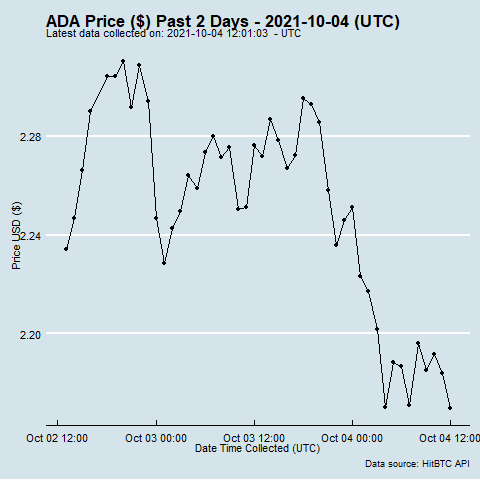 ADA Price ($) Past 2 Days - 2021-10-04 (UTC)
Latest data collected on: 2021-10-04 12:01:03 - UTC
2.28
2.24
2.20
Price USD ($)
Oct 02 12:00
Oct 03 00:00
Oct 03 12:00
Oct 04 00:00
Oct 04 12:00
Date Time Collected (UTC)
Data source: HitBTC API